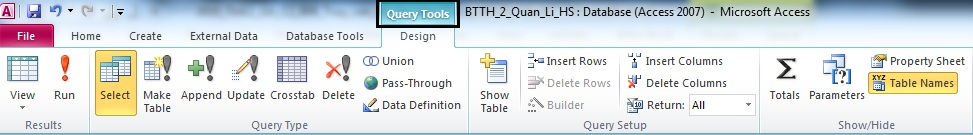 Query Tools BTTH_2_Quan_Li_HS : Database (Access 2007) - Microsoft Access
File Home Create External Data Database Tools Design
View
Run
Results
Select
Make Table
Append
Update
Crosstab
Delete
Union
Pass-Through
Data Definition
Query Type
Show Table
Insert Rows
Delete Rows
Builder
Insert Columns
Delete Columns
Return: All
Query Setup
Totals
Parameters
Property Sheet
XYZ Table Names
Show/Hide